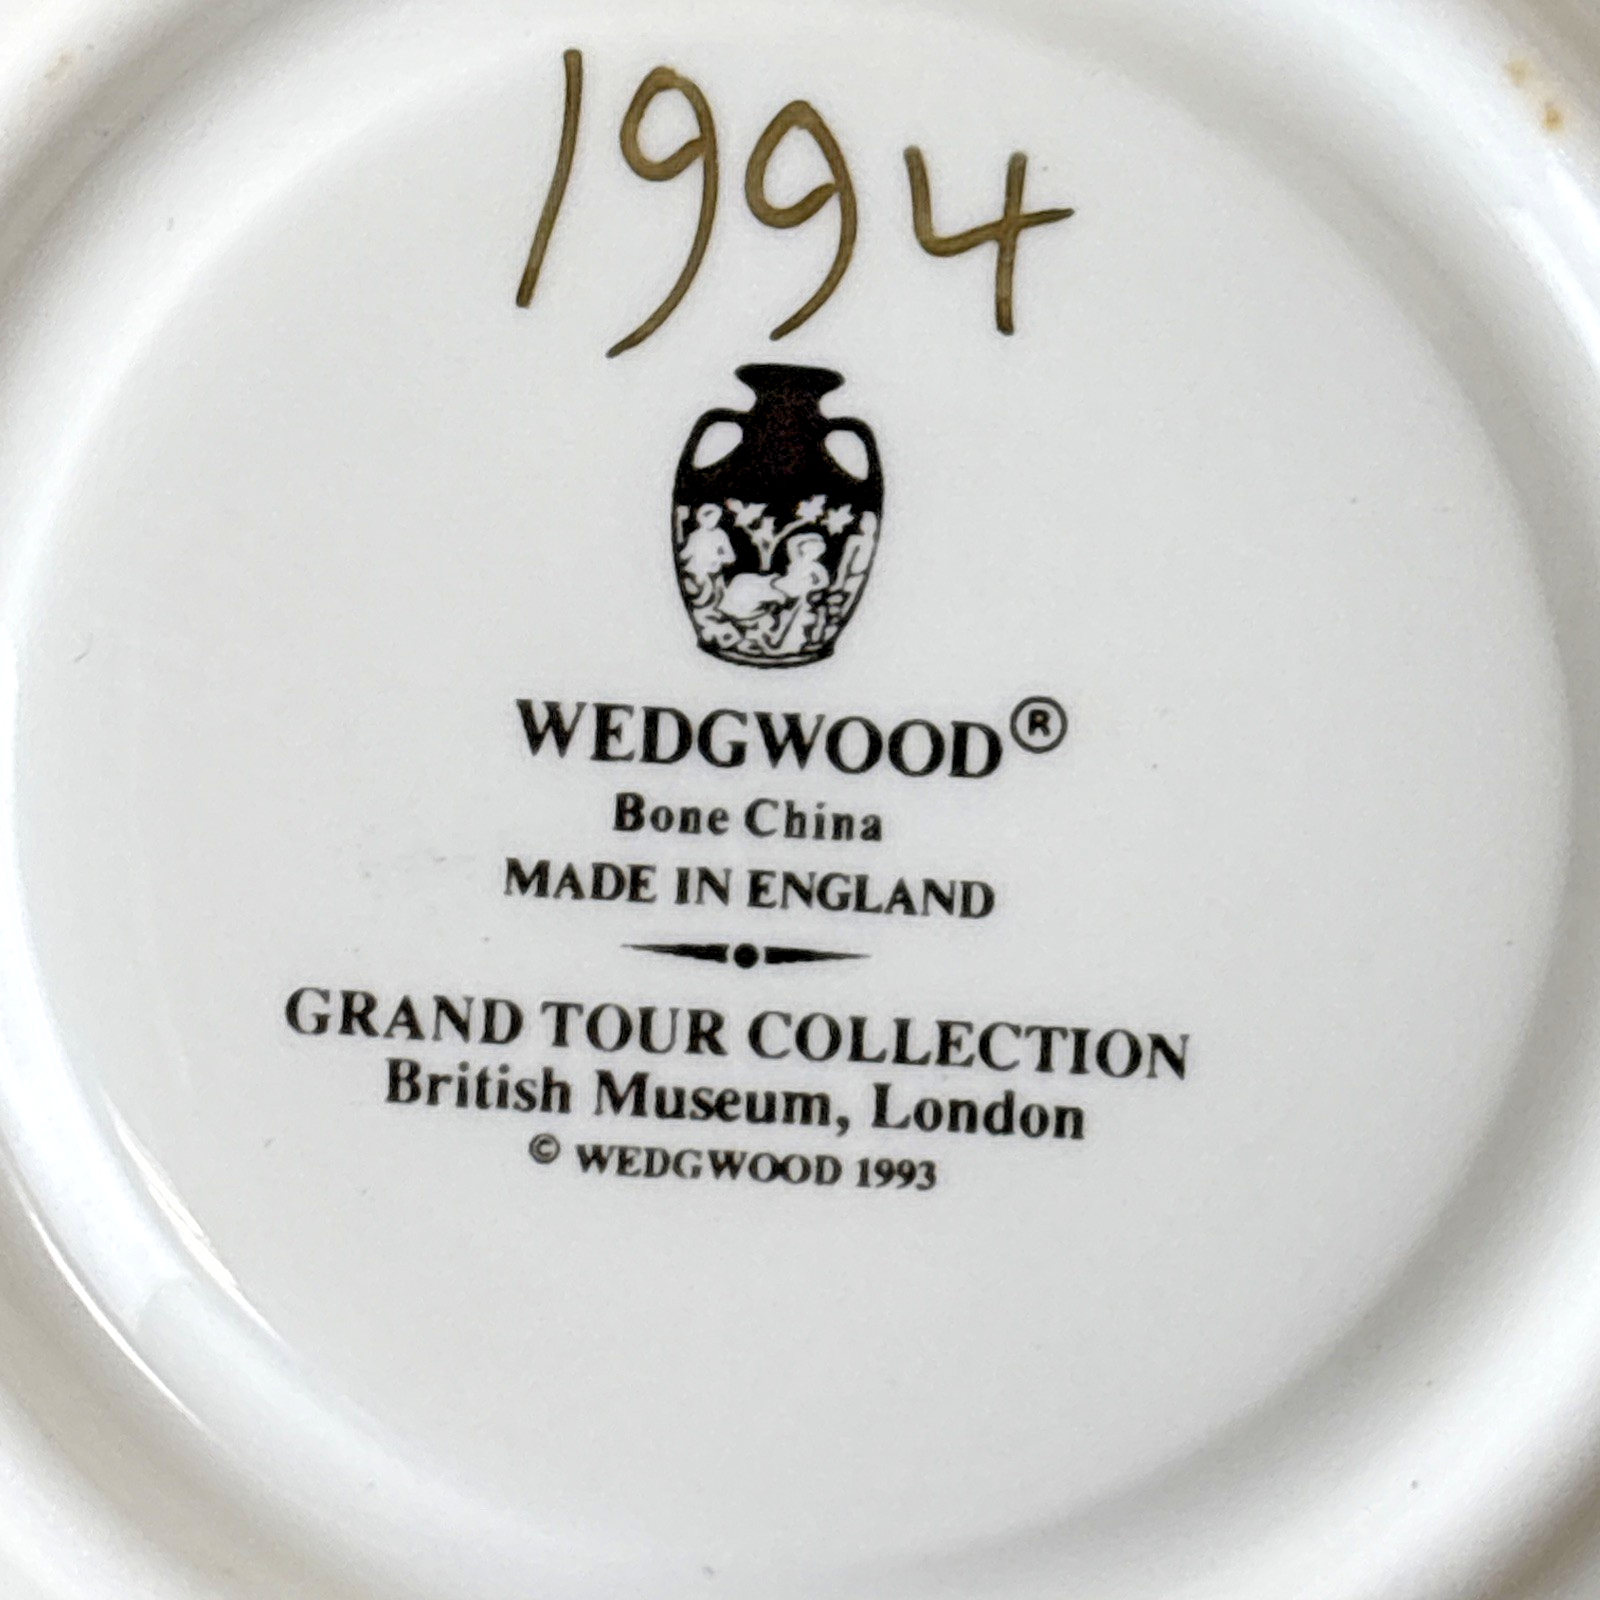 1994
WEDGWOOD®
Bone China
MADE IN ENGLAND
GRAND TOUR COLLECTION
British Museum, London
© WEDGWOOD 1993